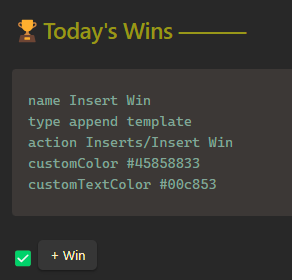 🏆 Today's Wins ————
name Insert Win
type append template
action Inserts/Insert Win
customColor #45858833
customTextColor #00c853
✅ + Win